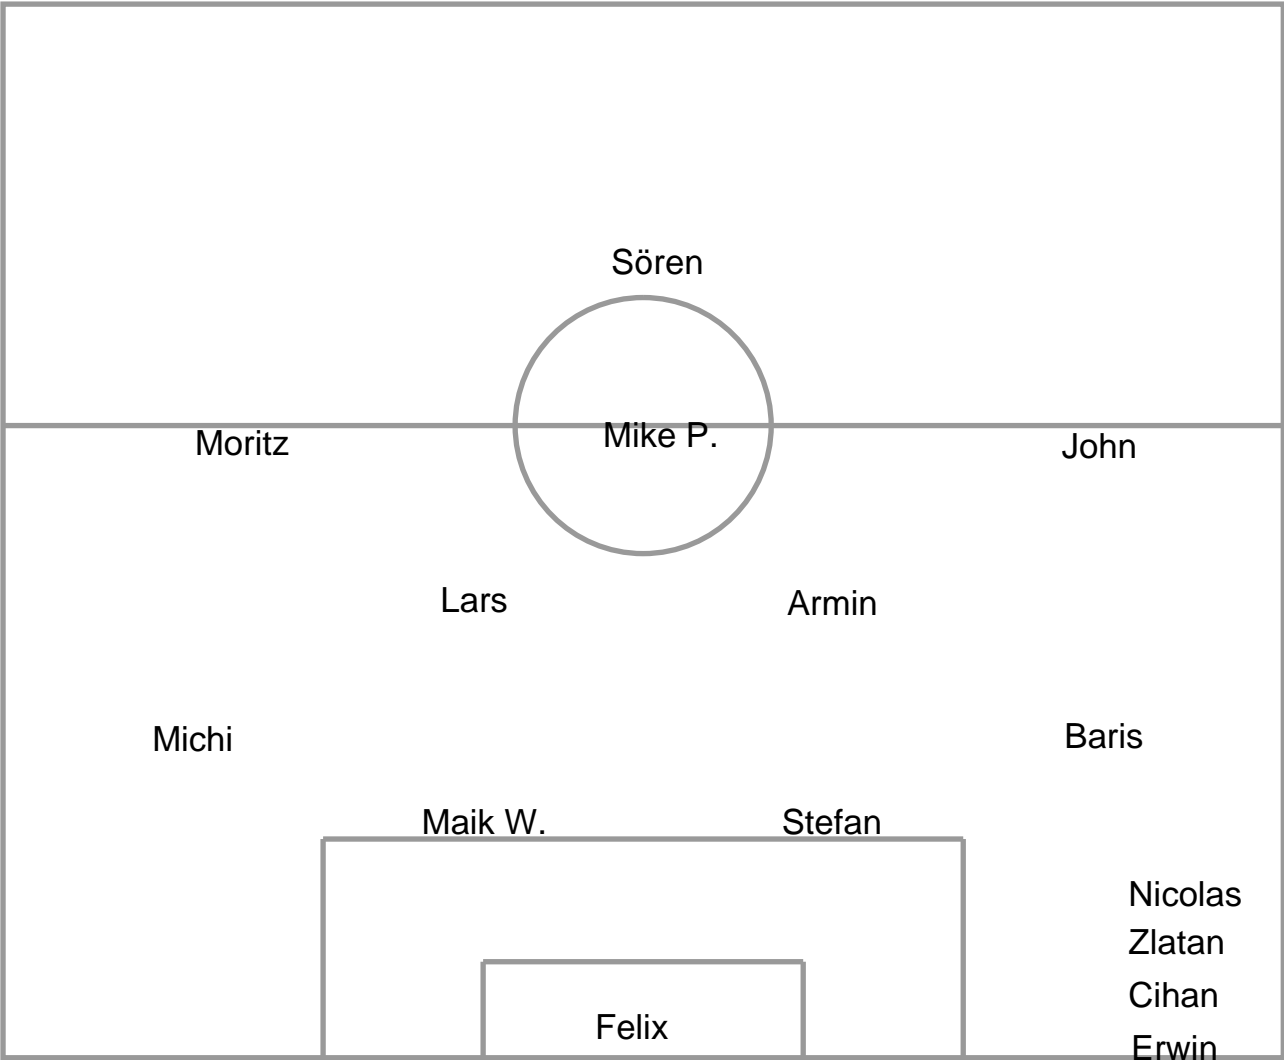 Sören
Moritz Mike P. John
Lars Armin
Michi Baris
Maik W. Stefan
Nicolas
Zlatan
Cihan
Felix
Erwin